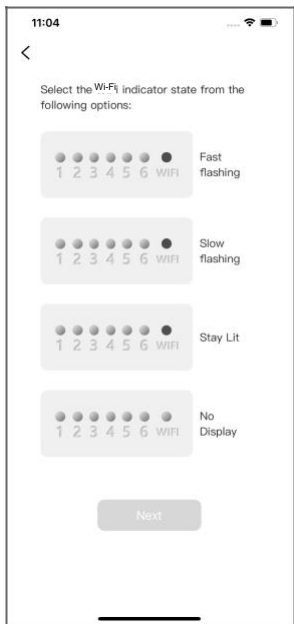 11:04
Select the Wi-Fi indicator state from the
following options:
1 2 3 4 5 6 WIFI
Fast
flashing
1 2 3 4 5 6 WIFI
Slow
flashing
1 2 3 4 5 6 WIFI
Stay Lit
1 2 3 4 5 6 WIFI
No
Display
Next